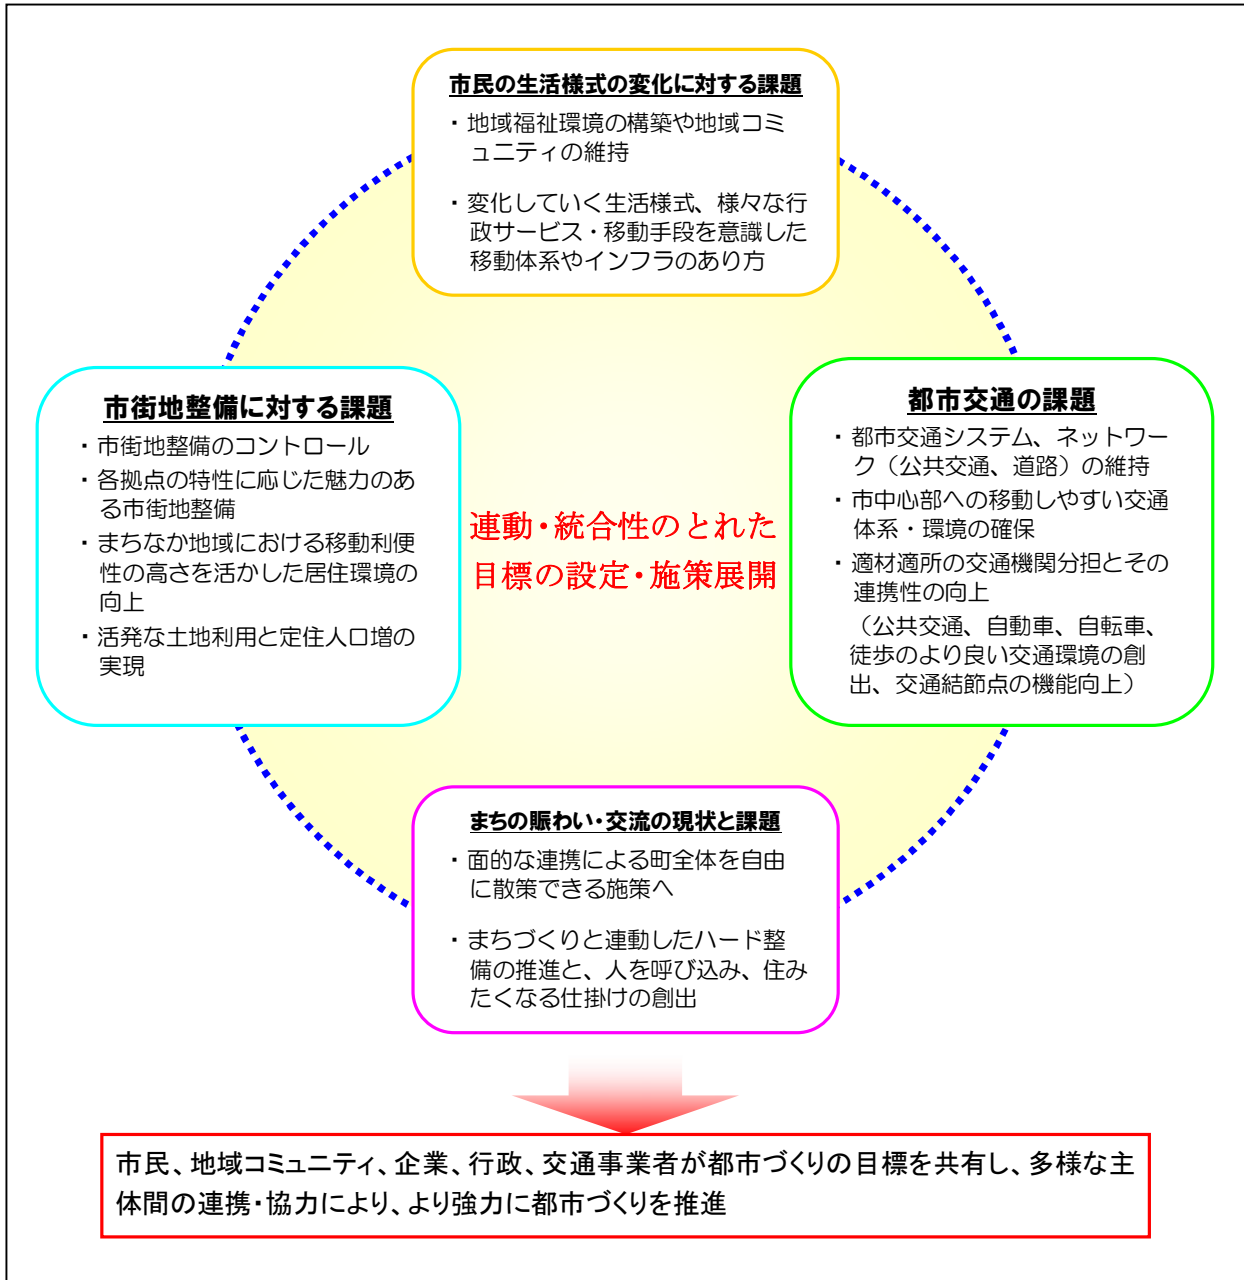 市民の生活様式の変化に対する課題
・地域福祉環境の構築や地域コミ
ュニティの維持
・変化していく生活様式、様々な行
政サービス・移動手段を意識した
移動体系やインフラのあり方
市街地整備に対する課題
・市街地整備のコントロール
・各拠点の特性に応じた魅力のあ
る市街地整備
・まちなか地域における移動利便
性の高さを活かした居住環境の
向上
・活発な土地利用と定住人口増の
実現
連動・統合性のとれた
目標の設定・施策展開
都市交通の課題
・都市交通システム、ネットワー
ク（公共交通、道路）の維持
・市中心部への移動しやすい交通
体系・環境の確保
・適材適所の交通機関分担とその
連携性の向上
（公共交通、自動車、自転車、
徒歩のより良い交通環境の創
出、交通結節点の機能向上）
まちの賑わい・交流の現状と課題
・面的な連携による町全体を自由
に散策できる施策へ
・まちづくりと連動したハード整
備の推進と、人を呼び込み、住み
たくなる仕掛けの創出
市民、地域コミュニティ、企業、行政、交通事業者が都市づくりの目標を共有し、多様な主
体間の連携・協力により、より強力に都市づくりを推進